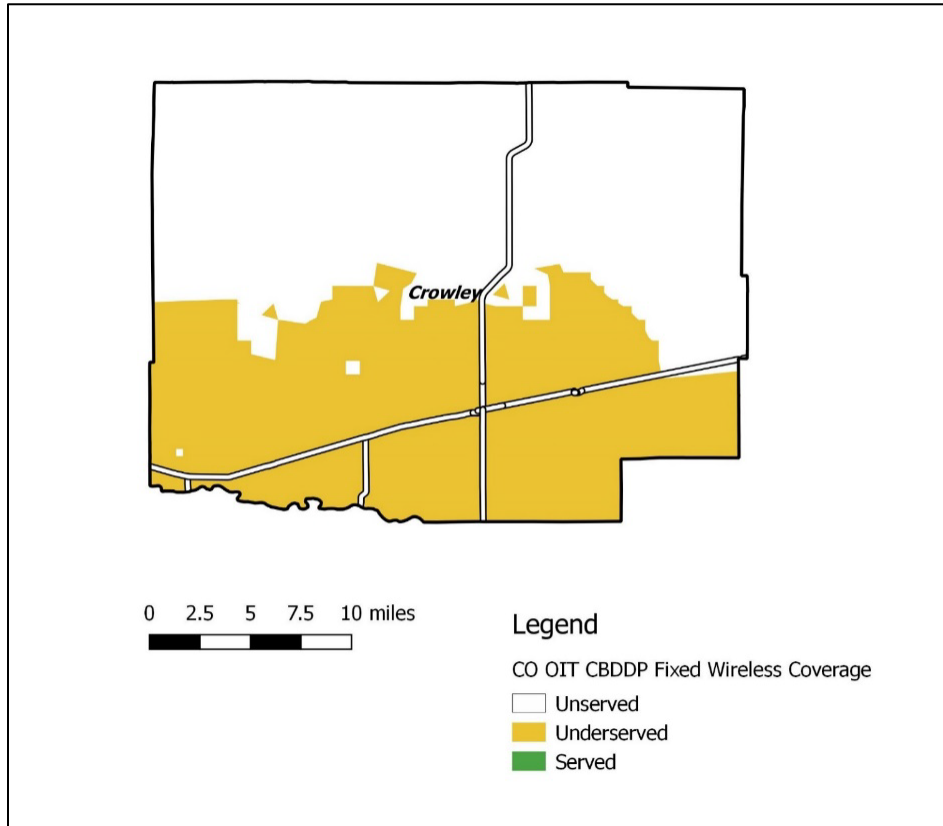 Crowley
0 2.5 5 7.5 10 miles
Legend
CO OIT CBDDP Fixed Wireless Coverage
Unserved
Underserved
Served